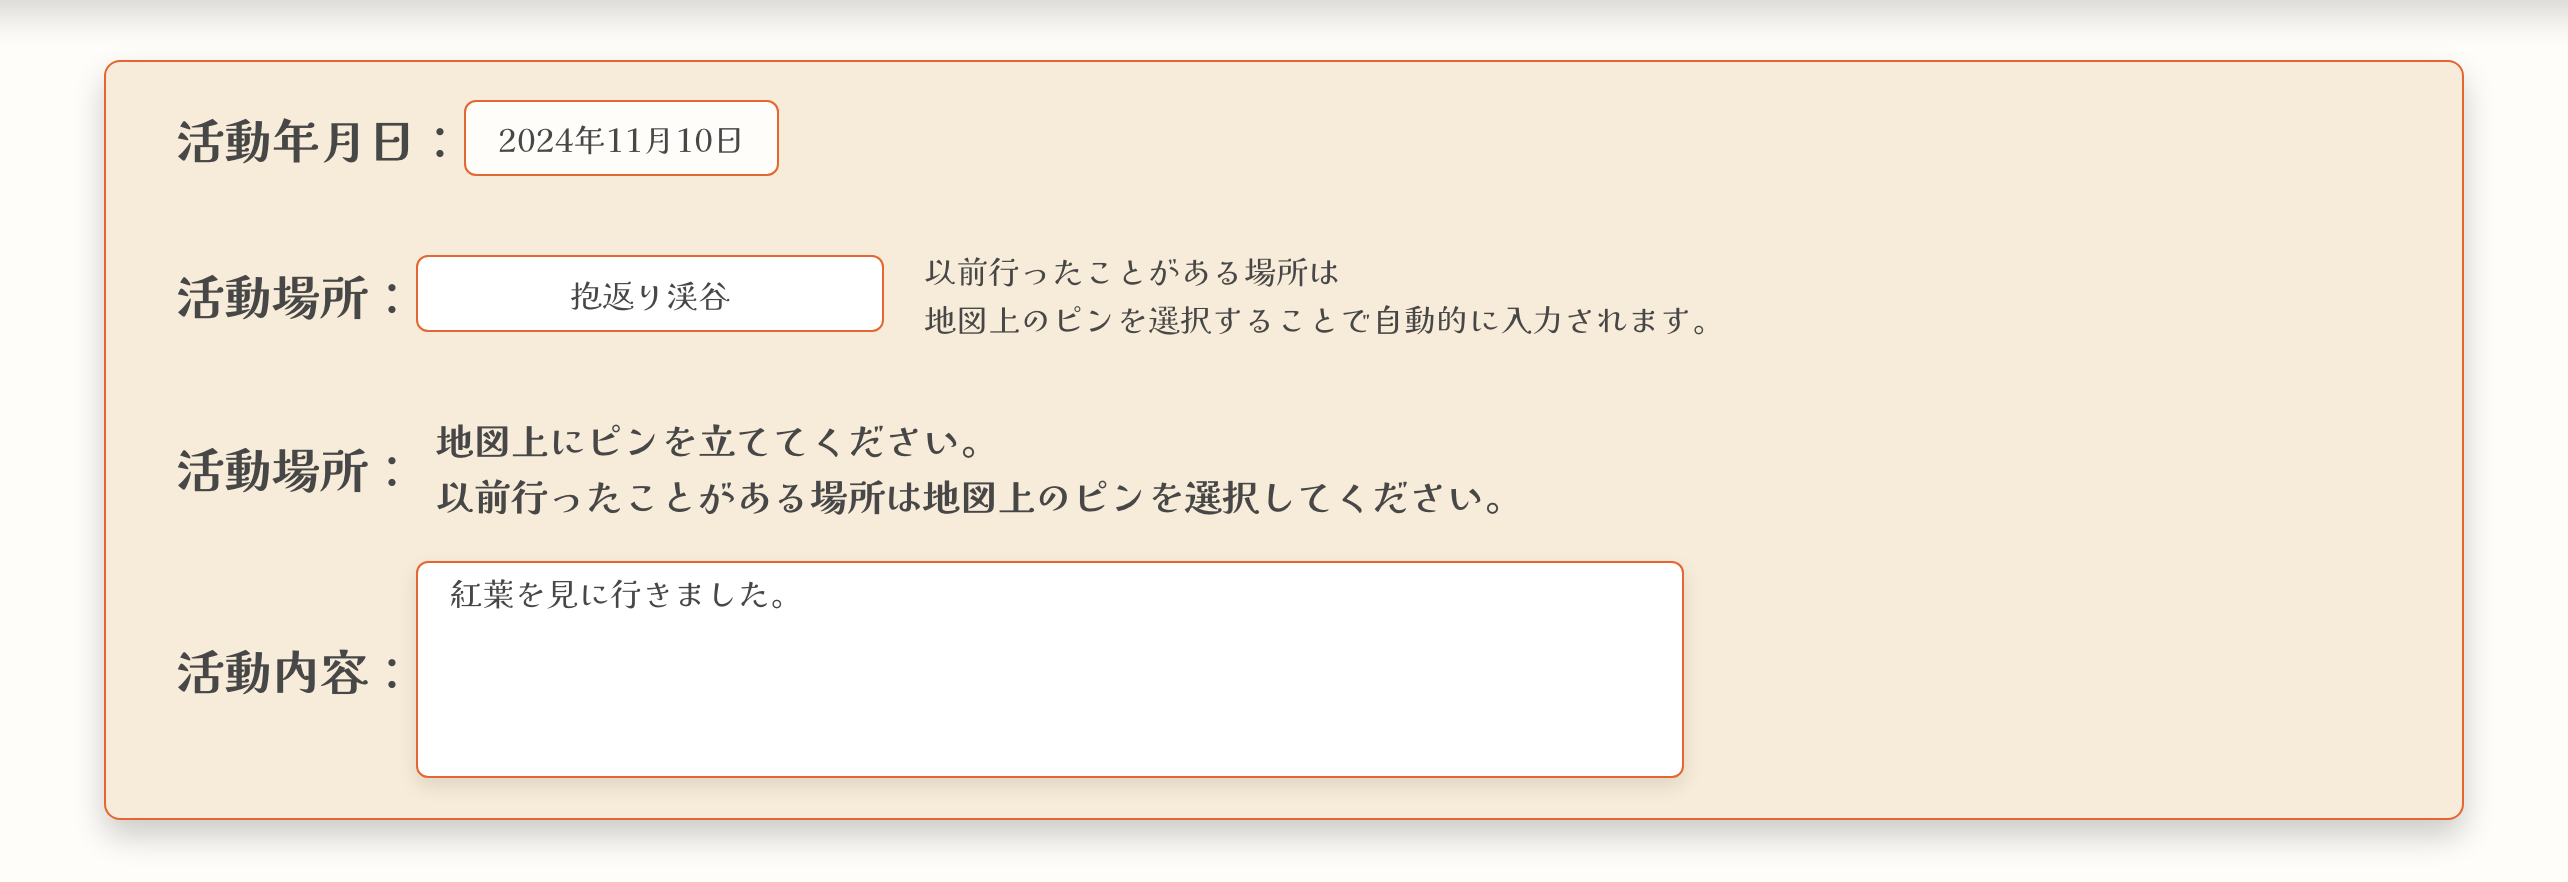 活動年月日：2024年11月10日
活動場所：抱返り渓谷
以前行ったことがある場所は
地図上のピンを選択することで自動的に入力されます。
活動場所：
地図上にピンを立ててください。
以前行ったことがある場所は地図上のピンを選択してください。
活動内容：
紅葉を見に行きました。